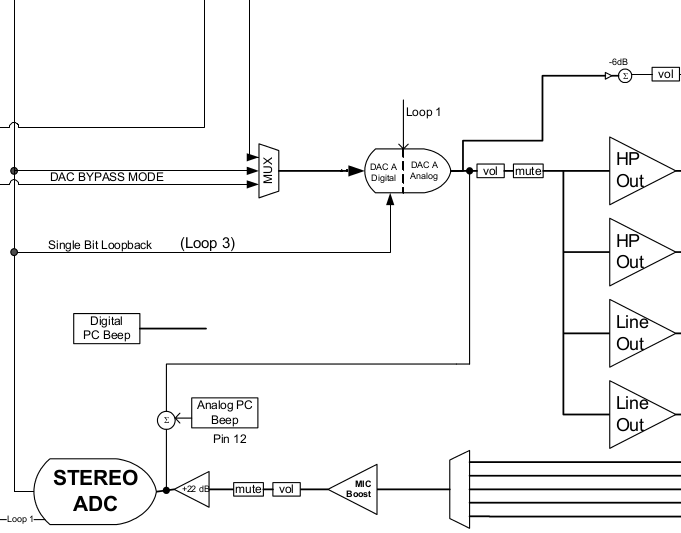 -6dB
Σ
vol
Loop 1
MUX
DAC A
Digital
DAC A
Analog
DAC BYPASS MODE
vol
mute
HP
Out
Single Bit Loopback
(Loop 3)
HP
Out
Digital
PC Beep
Line
Out
Analog PC
Beep
Σ
Pin 12
Line
Out
STEREO
ADC
+22 dB
mute
vol
MIC
Boost
Loop 1